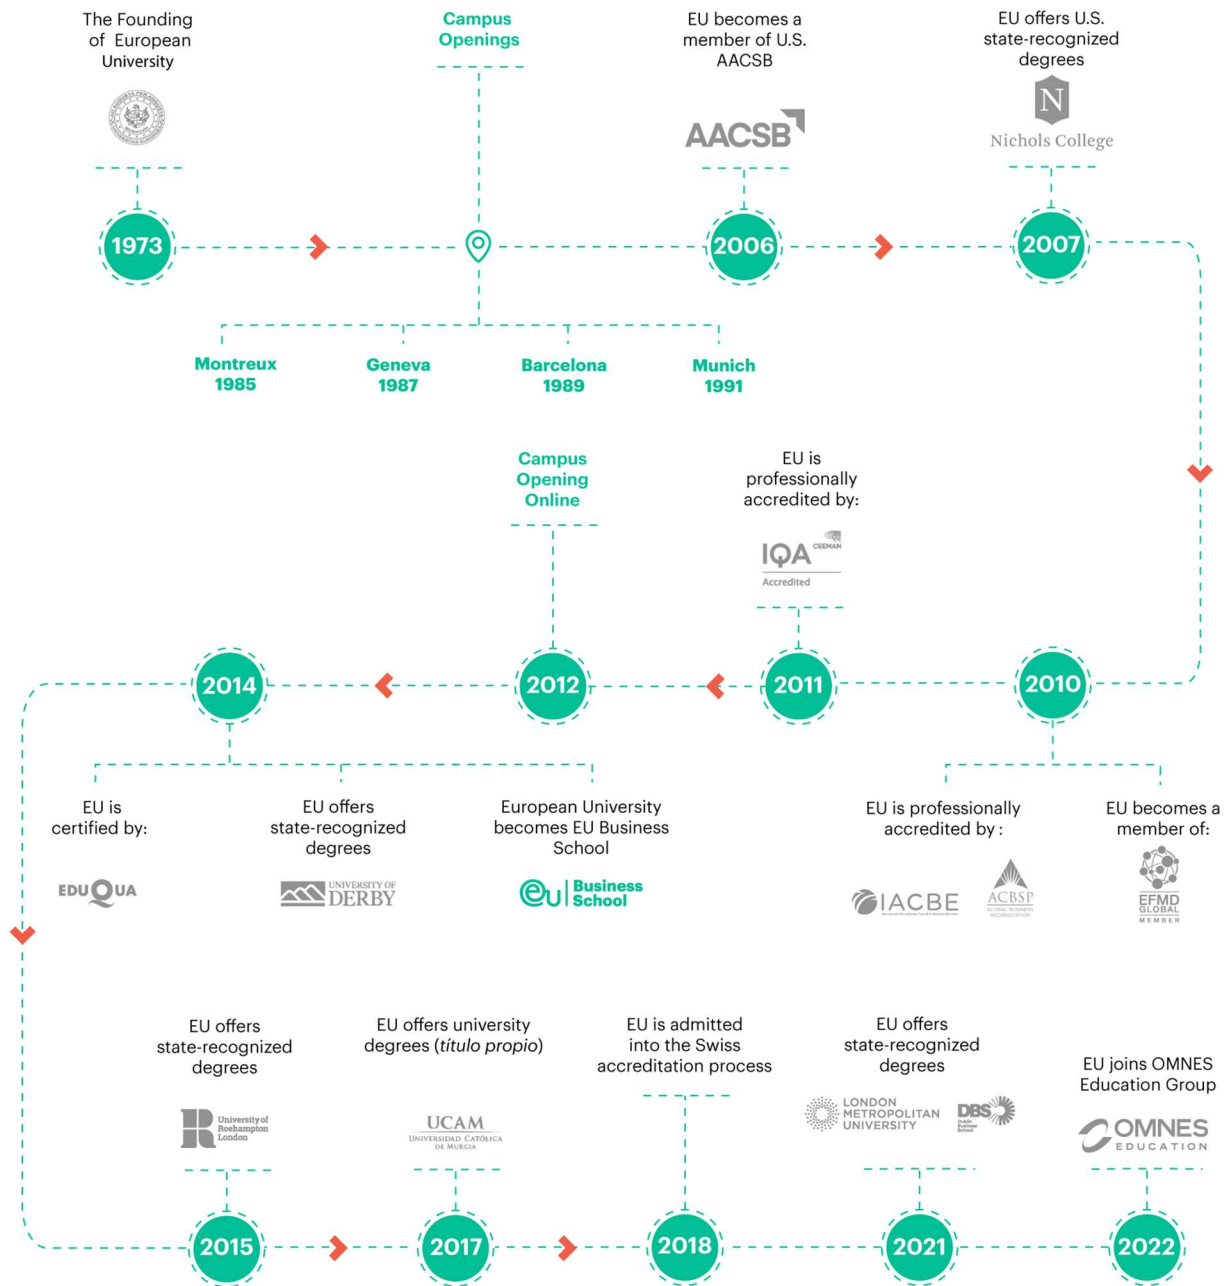 The Founding
of European
University
Campus
Openings
EU becomes a
member of U.S.
AACSB
AACSB
EU offers U.S.
state-recognized
degrees
N
Nichols College
1973
2006
2007
Montreux
1985
Geneva
1987
Barcelona
1989
Munich
1991
Campus
Opening
Online
EU is
professionally
accredited by:
IQA CEEMAN
Accredited
2014
2012
2011
2010
EU is
certified by:
EDUQUA
EU offers
state-recognized
degrees
UNIVERSITY OF
DERBY
European University
becomes EU Business
School
eu Business
School
EU is professionally
accredited by :
IACBE
ACBSP
GLOBAL BUSINESS
ACCREDITATION
EU becomes a
member of:
EFMD
GLOBAL
MEMBER
EU offers
state-recognized
degrees
R
University of
Roehampton
London
EU offers university
degrees (título propio)
UCAM
UNIVERSIDAD CATÓLICA
DE MURCIA
EU is admitted
into the Swiss
accreditation process
EU offers
state-recognized
degrees
LONDON
METROPOLITAN
UNIVERSITY
DBS
Dublin
Business
School
EU joins OMNES
Education Group
OMNES
EDUCATION
2015
2017
2018
2021
2022